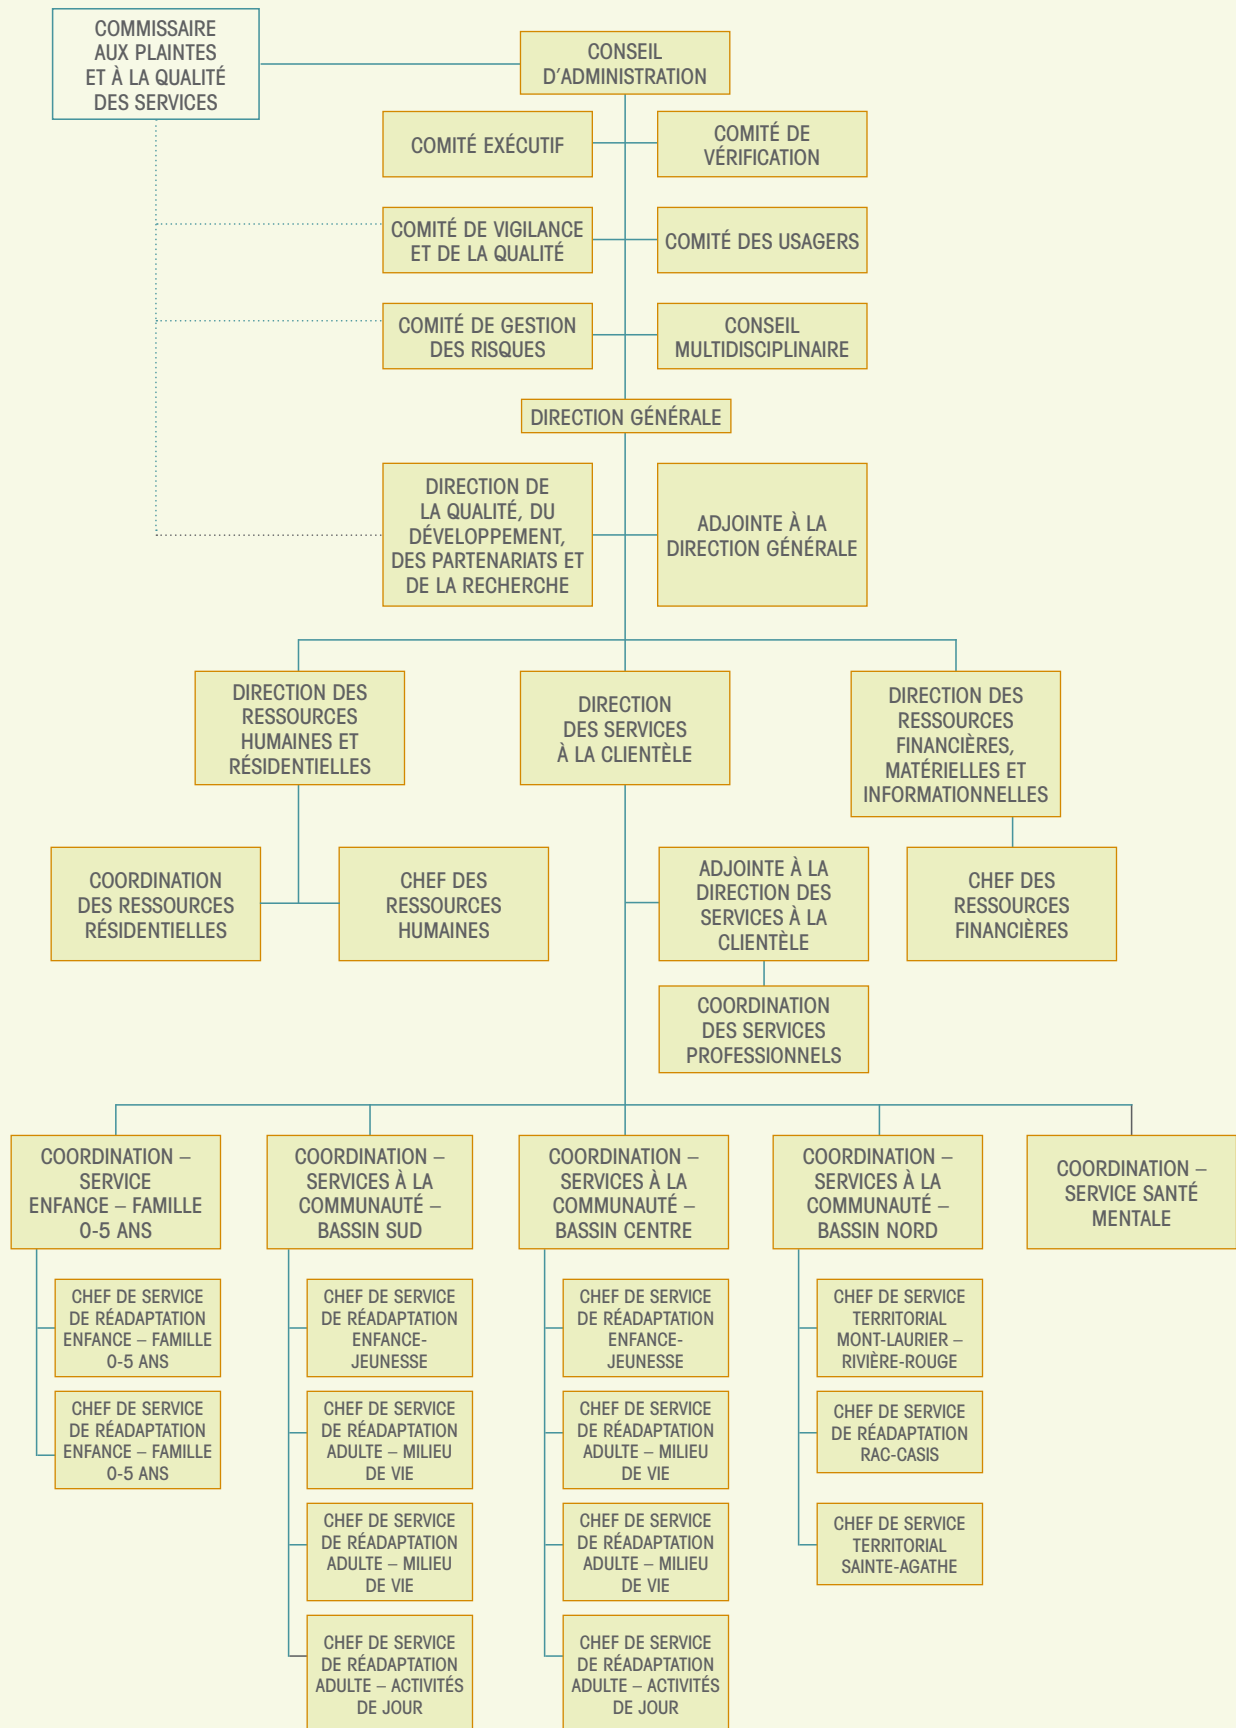 COMMISSAIRE
AUX PLAINTES
ET À LA QUALITÉ
DES SERVICES
CONSEIL
D'ADMINISTRATION
COMITÉ EXÉCUTIF
COMITÉ DE
VÉRIFICATION
COMITÉ DE VIGILANCE
ET DE LA QUALITÉ
COMITÉ DES USAGERS
COMITÉ DE GESTION
DES RISQUES
CONSEIL
MULTIDISCIPLINAIRE
DIRECTION GÉNÉRALE
DIRECTION DE
LA QUALITÉ, DU
DÉVELOPPEMENT,
DES PARTENARIATS ET
DE LA RECHERCHE
ADJOINTE À LA
DIRECTION GÉNÉRALE
DIRECTION DES
RESSOURCES
HUMAINES ET
RÉSIDENTIELLES
DIRECTION
DES SERVICES
À LA CLIENTÈLE
DIRECTION DES
RESSOURCES
FINANCIÈRES,
MATÉRIELLES ET
INFORMATIONNELLES
COORDINATION
DES RESSOURCES
RÉSIDENTIELLES
CHEF DES
RESSOURCES
HUMAINES
ADJOINTE À LA
DIRECTION DES
SERVICES À LA
CLIENTÈLE
CHEF DES
RESSOURCES
FINANCIÈRES
COORDINATION
DES SERVICES
PROFESSIONNELS
COORDINATION –
SERVICE
ENFANCE – FAMILLE
0-5 ANS
COORDINATION –
SERVICES À LA
COMMUNAUTÉ –
BASSIN SUD
COORDINATION –
SERVICES À LA
COMMUNAUTÉ –
BASSIN CENTRE
COORDINATION –
SERVICES À LA
COMMUNAUTÉ –
BASSIN NORD
COORDINATION –
SERVICE SANTÉ
MENTALE
CHEF DE SERVICE
DE RÉADAPTATION
ENFANCE – FAMILLE
0-5 ANS
CHEF DE SERVICE
DE RÉADAPTATION
ENFANCE-
JEUNESSE
CHEF DE SERVICE
DE RÉADAPTATION
ENFANCE-
JEUNESSE
CHEF DE SERVICE
TERRITORIAL
MONT-LAURIER –
RIVIÈRE-ROUGE
CHEF DE SERVICE
DE RÉADAPTATION
ENFANCE – FAMILLE
0-5 ANS
CHEF DE SERVICE
DE RÉADAPTATION
ADULTE – MILIEU
DE VIE
CHEF DE SERVICE
DE RÉADAPTATION
ADULTE – MILIEU
DE VIE
CHEF DE SERVICE
DE RÉADAPTATION
RAC-CASIS
CHEF DE SERVICE
DE RÉADAPTATION
ADULTE – MILIEU
DE VIE
CHEF DE SERVICE
DE RÉADAPTATION
ADULTE – MILIEU
DE VIE
CHEF DE SERVICE
TERRITORIAL
SAINTE-AGATHE
CHEF DE SERVICE
DE RÉADAPTATION
ADULTE – ACTIVITÉS
DE JOUR
CHEF DE SERVICE
DE RÉADAPTATION
ADULTE – ACTIVITÉS
DE JOUR